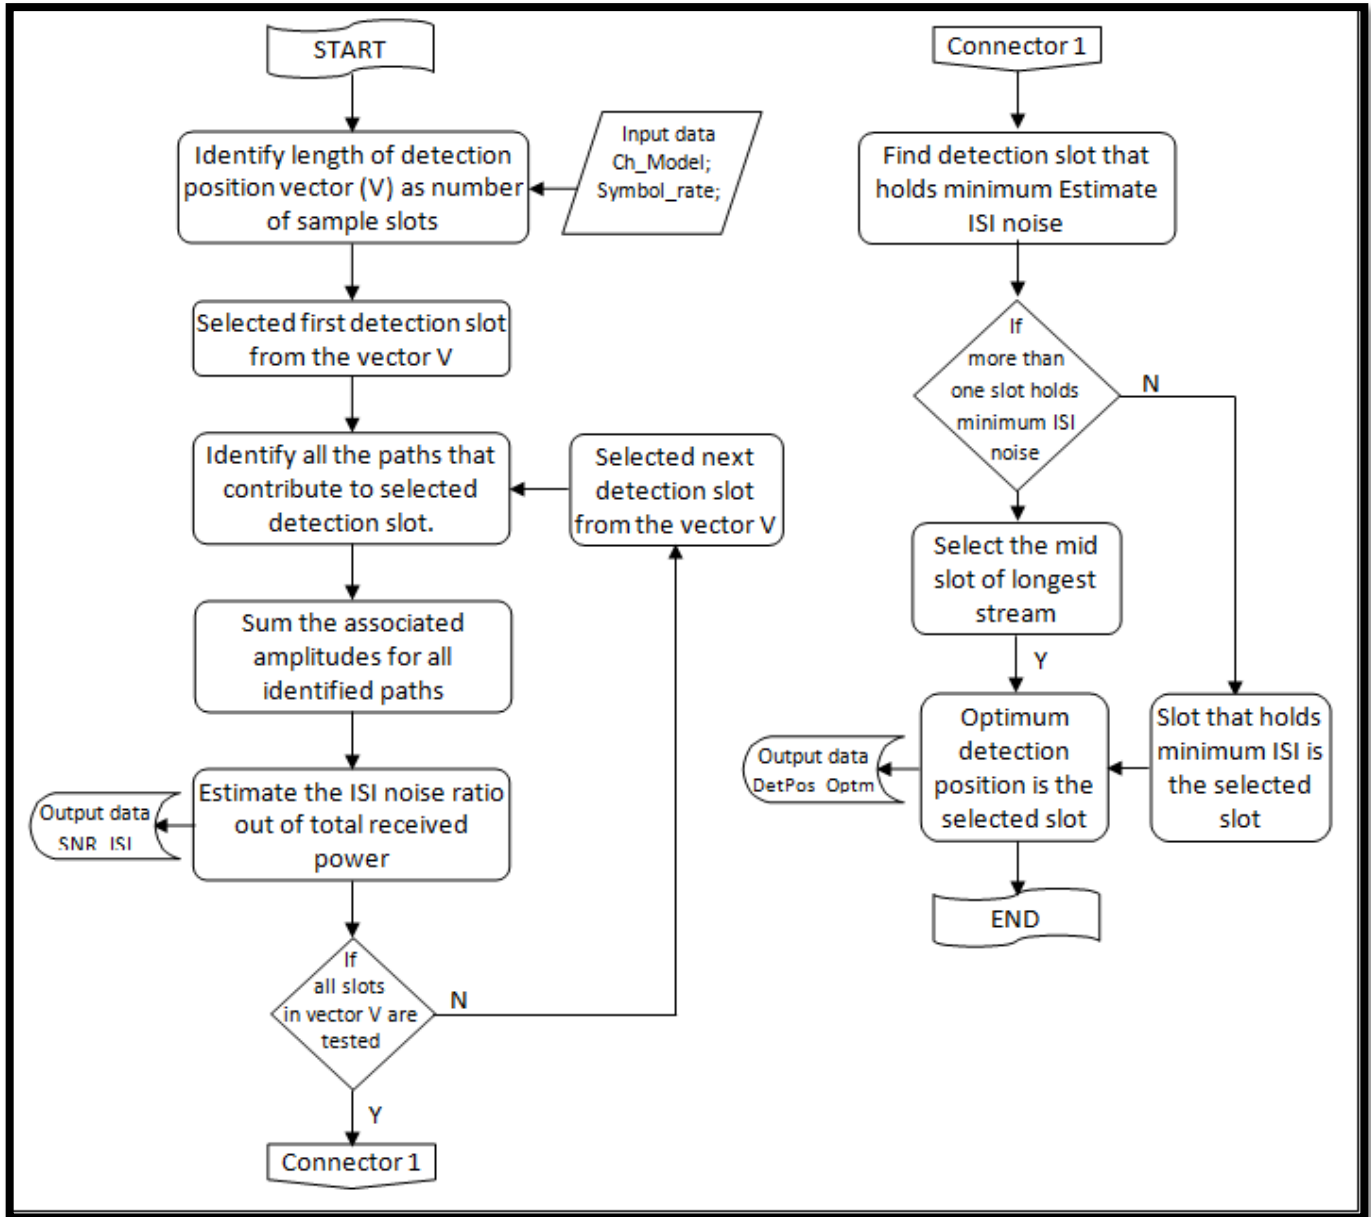 START
Input data
Ch_Model;
Symbol_rate;
Identify length of detection
position vector (V) as number
of sample slots
Selected first detection slot
from the vector V
Identify all the paths that
contribute to selected
detection slot.
Selected next
detection slot
from the vector V
Sum the associated
amplitudes for all
identified paths
Estimate the ISI noise ratio
out of total received
power
Output data
SNR_ISI
If
all slots
in vector V are
tested
N
Y
Connector 1
Connector 1
Find detection slot that
holds minimum Estimate
ISI noise
If
more than
one slot holds
minimum ISI
noise
N
Select the mid
slot of longest
stream
Y
Optimum
detection
position is the
selected slot
Slot that holds
minimum ISI is
the selected
slot
Output data
DetPos_Optm
END